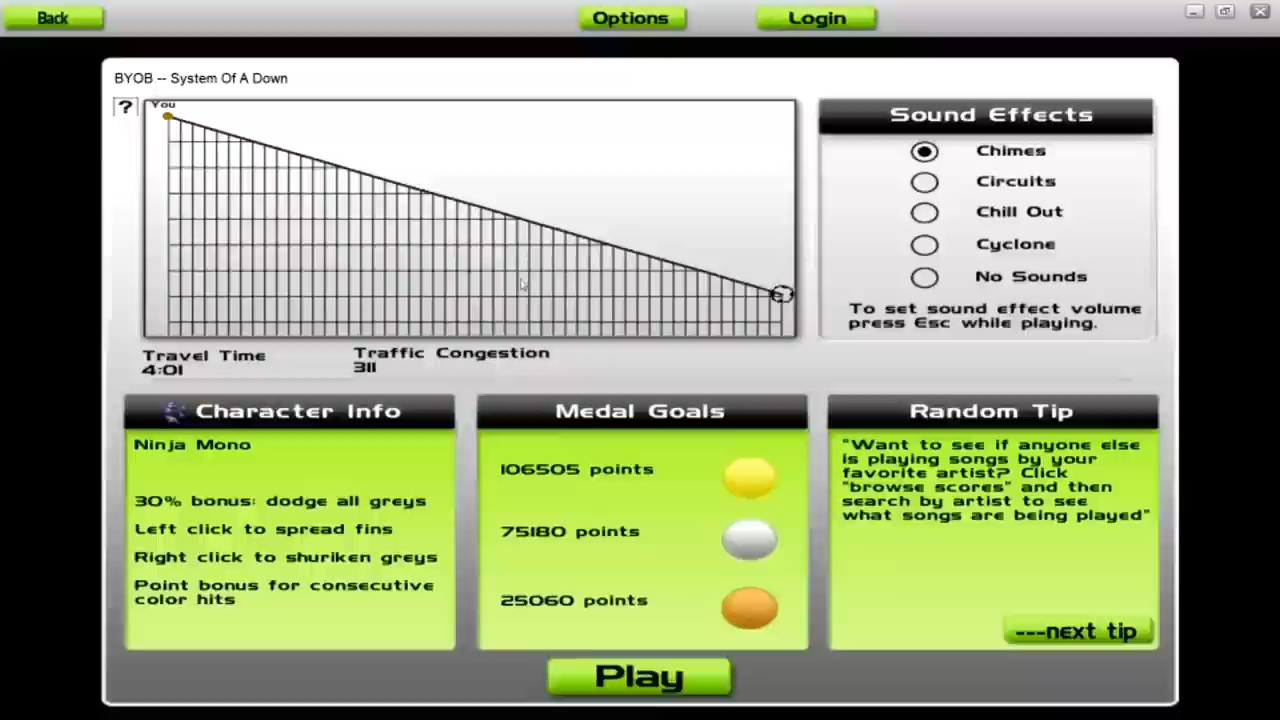 Back
Options
Login
BYOB -- System Of A Down
?
You
Sound Effects
Chimes
Circuits
Chill Out
Cyclone
No Sounds
To set sound effect volume
press Esc while playing.
Travel Time
4:01
Traffic Congestion
311
Character Info
Ninja Mono
30% bonus: dodge all greys
Left click to spread fins
Right click to shuriken greys
Point bonus for consecutive
color hits
Medal Goals
106505 points
75180 points
25060 points
Random Tip
"Want to see if anyone else
is playing songs by your
favorite artist? Click
"browse scores" and then
search by artist to see
what songs are being played"
---next tip
Play